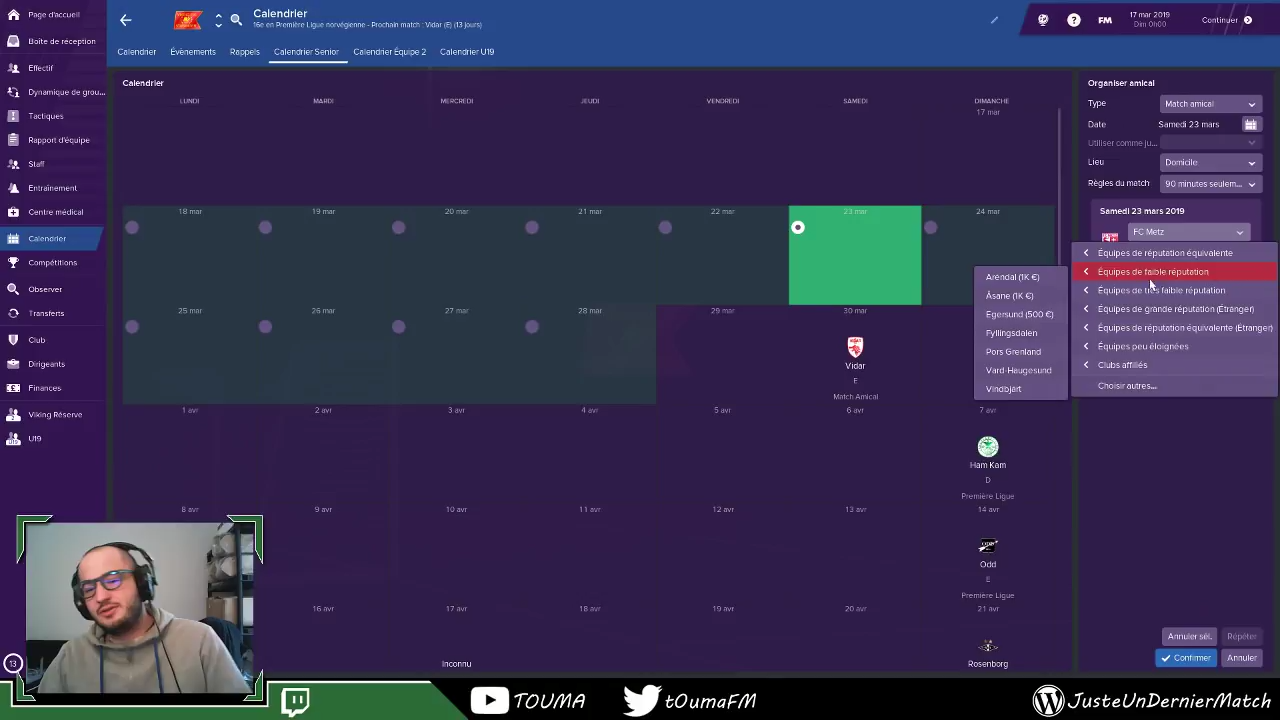 Calendrier
16e en Première Ligue norvégienne - Prochain match : Vidar (E) (13 jours)
FM
17 mar 2019
Dim 0h00
Continuer
Calendrier
Évènements
Rappels
Calendrier Senior
Calendrier Équipe 2
Calendrier U19
Boîte de réception
Effectif
Dynamique de grou...
Tactiques
Rapport d'équipe
Staff
Entraînement
Centre médical
Calendrier
Compétitions
Observer
Transferts
Club
Dirigeants
Finances
Viking Réserve
U19
Calendrier
LUNDI
MARDI
MERCREDI
JEUDI
VENDREDI
SAMEDI
DIMANCHE
17 mar
18 mar
19 mar
20 mar
21 mar
22 mar
23 mar
24 mar
25 mar
26 mar
27 mar
28 mar
29 mar
30 mar
Vidar
E
Match Amical
1 avr
2 avr
3 avr
4 avr
5 avr
6 avr
7 avr
Ham Kam
D
Première Ligue
8 avr
9 avr
10 avr
11 avr
12 avr
13 avr
14 avr
Odd
E
Première Ligue
16 avr
17 avr
18 avr
19 avr
20 avr
21 avr
Inconnu
Rosenborg
Organiser amical
Type
Match amical
Date
Samedi 23 mars
Utiliser comme ju...
Lieu
Domicile
Règles du match
90 minutes seulem...
Samedi 23 mars 2019
FC Metz
Équipes de réputation équivalente
Équipes de faible réputation
Équipes de très faible réputation
Équipes de grande réputation (Étranger)
Équipes de réputation équivalente (Étranger)
Équipes peu éloignées
Clubs affiliés
Choisir autres...
Arendal (1K €)
Åsane (1K €)
Egersund (500 €)
Fyllingsdalen
Pors Grenland
Vard-Haugesund
Vindbjart
Annuler sél.
Répéter
Confirmer
Annuler
13
TOUMA
tOumaFM
JusteUnDernierMatch